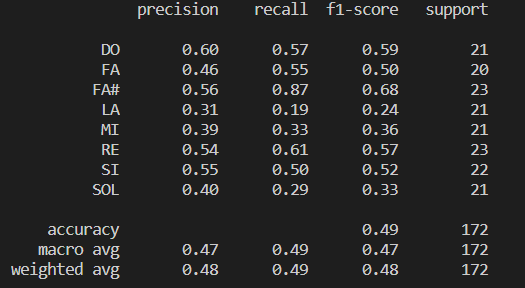 precision recall f1-score support
DO 0.60 0.57 0.59 21
FA 0.46 0.55 0.50 20
FA# 0.56 0.87 0.68 23
LA 0.31 0.19 0.24 21
MI 0.39 0.33 0.36 21
RE 0.54 0.61 0.57 23
SI 0.55 0.50 0.52 22
SOL 0.40 0.29 0.33 21
accuracy 0.49 172
macro avg 0.47 0.49 0.47 172
weighted avg 0.48 0.49 0.48 172